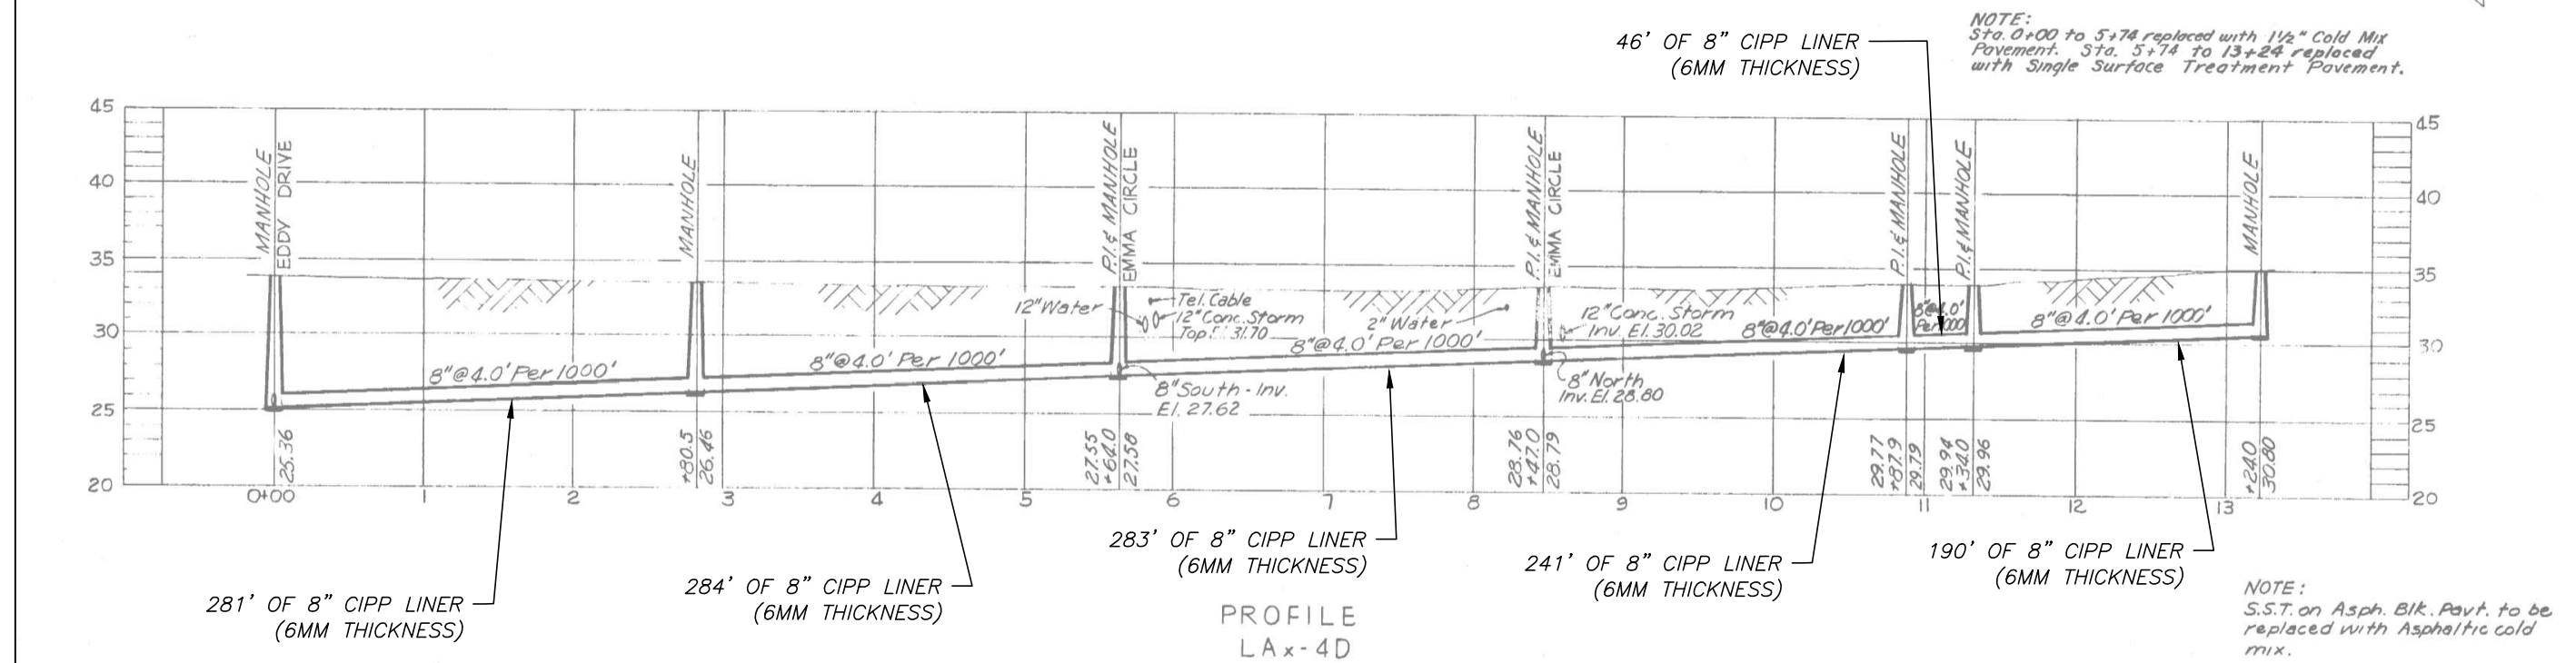 NOTE:
Sta. 0+00 to 5+74 replaced with 1½" Cold Mix
Pavement. Sta. 5+74 to 13+24 replaced
with Single Surface Treatment Pavement.
46' OF 8" CIPP LINER
(6MM THICKNESS)
45
40
35
30
25
20
45
40
35
30
25
20
MANHOLE
EDDY DRIVE
MANHOLE
P.I. & MANHOLE
EMMA CIRCLE
P.I. & MANHOLE
EMMA CIRCLE
P.I. & MANHOLE
P.I. & MANHOLE
MANHOLE
12" Water
Tel. Cable
12" Conc. Storm
Top El. 31.70
2" Water
12" Conc. Storm
Inv. El. 30.02
8"@4.0' Per 1000'
8"@4.0' Per 1000'
8"@4.0' Per 1000'
8"@4.0' Per 1000'
8"@4.0'
Per 1000'
8"@4.0' Per 1000'
8" South - Inv.
El. 27.62
8" North
Inv. El. 28.80
25.36
+80.5
26.46
27.55
+64.0
27.58
28.76
+47.0
28.79
29.77
+87.9
29.79
29.94
+34.0
29.96
+24.0
30.80
0+00
1
2
3
4
5
6
7
8
9
10
11
12
13
281' OF 8" CIPP LINER
(6MM THICKNESS)
284' OF 8" CIPP LINER
(6MM THICKNESS)
283' OF 8" CIPP LINER
(6MM THICKNESS)
241' OF 8" CIPP LINER
(6MM THICKNESS)
190' OF 8" CIPP LINER
(6MM THICKNESS)
PROFILE
LAx-4D
NOTE:
S.S.T. on Asph. Blk. Pavt. to be
replaced with Asphaltic cold
mix.